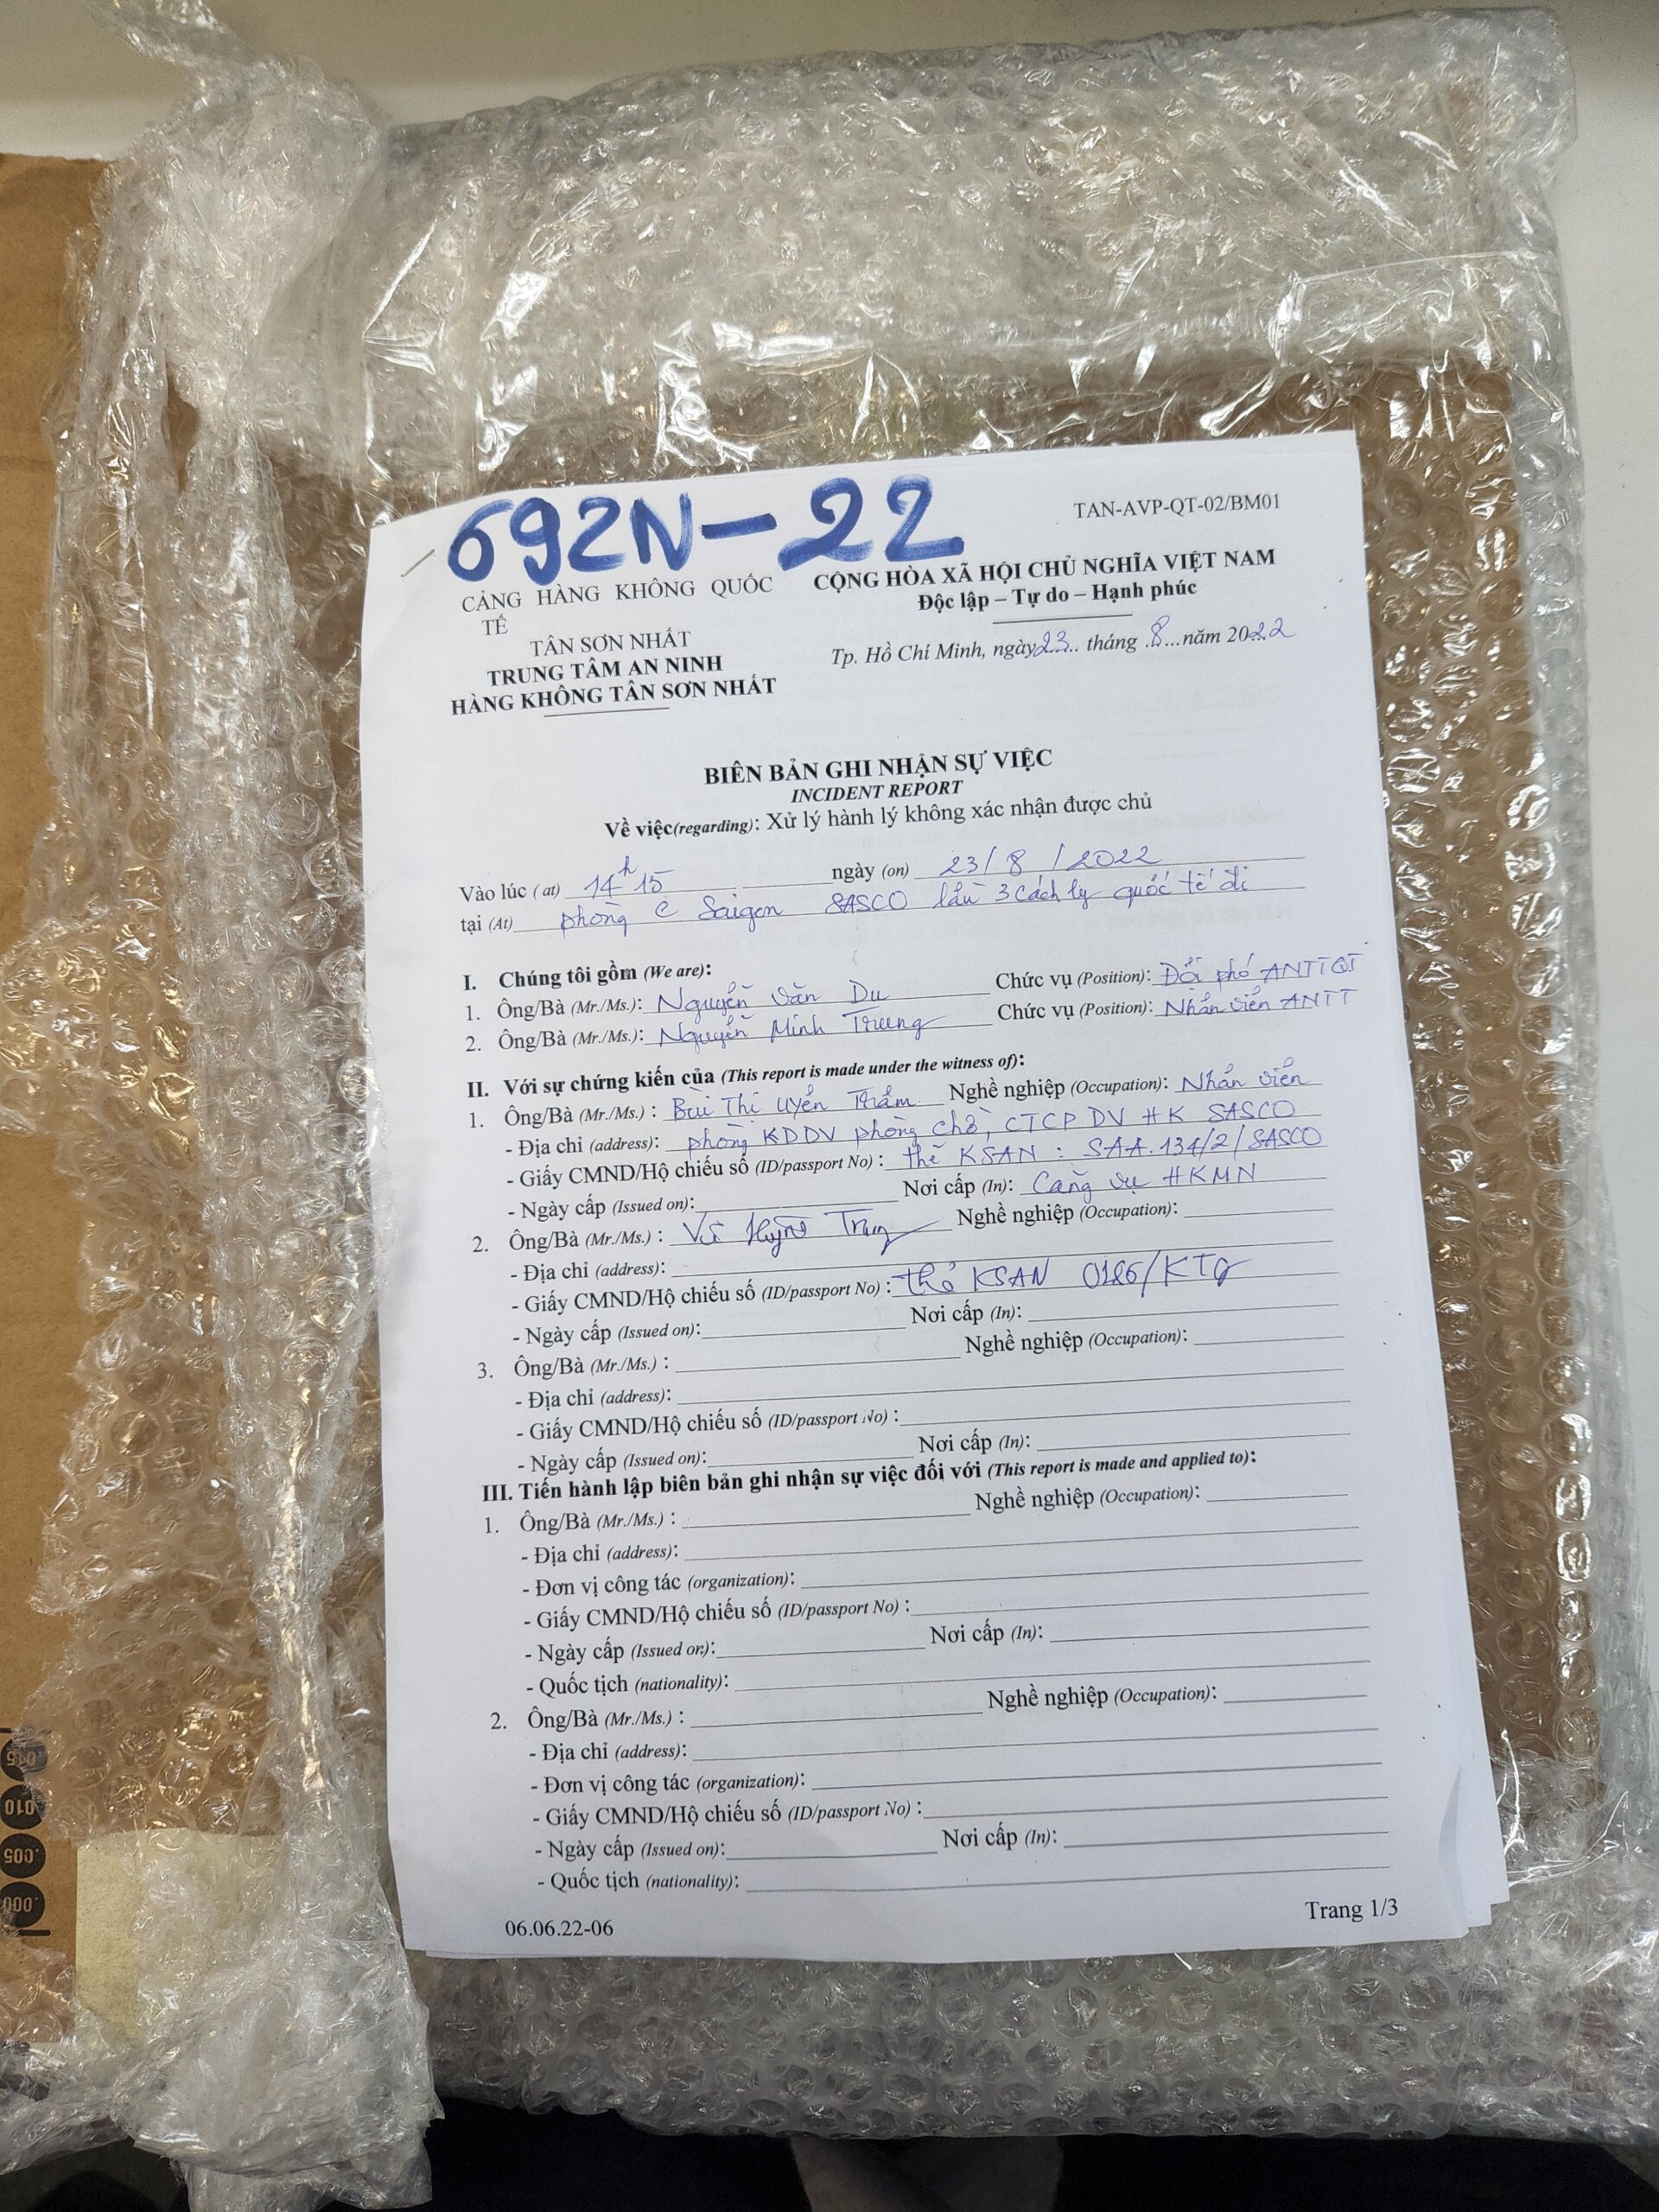 692N-22
TAN-AVP-QT-02/BM01
CẢNG HÀNG KHÔNG QUỐC
TẾ
TÂN SƠN NHẤT
TRUNG TÂM AN NINH
HÀNG KHÔNG TÂN SƠN NHẤT
CỘNG HÒA XÃ HỘI CHỦ NGHĨA VIỆT NAM
Độc lập – Tự do – Hạnh phúc
Tp. Hồ Chí Minh, ngày 23 tháng 8 năm 2022
BIÊN BẢN GHI NHẬN SỰ VIỆC
INCIDENT REPORT
Về việc(regarding): Xử lý hành lý không xác nhận được chủ
Vào lúc (at) 14h15 ngày (on) 23/8/2022
tại (At) phòng C Saigon SASCO lầu 3 Cách ly quốc tế đi
I. Chúng tôi gồm (We are):
1. Ông/Bà (Mr./Ms.): Nguyễn Văn Du Chức vụ (Position): Đội phó ANTTQT
2. Ông/Bà (Mr./Ms.): Nguyễn Minh Trung Chức vụ (Position): Nhân viên ANTT
II. Với sự chứng kiến của (This report is made under the witness of):
1. Ông/Bà (Mr./Ms.) : Bùi Thị Uyển Thắm Nghề nghiệp (Occupation): Nhân viên
- Địa chỉ (address): phòng KDDV phòng chờ, CTCP DV HK SASCO
- Giấy CMND/Hộ chiếu số (ID/passport No) : thẻ KSAN : SAA.134/2/SASCO
- Ngày cấp (Issued on): Nơi cấp (In): Cảng vụ HKMN
2. Ông/Bà (Mr./Ms.) : Nghề nghiệp (Occupation):
- Địa chỉ (address):
- Giấy CMND/Hộ chiếu số (ID/passport No) : thẻ KSAN
- Ngày cấp (Issued on): Nơi cấp (In):
3. Ông/Bà (Mr./Ms.) : Nghề nghiệp (Occupation):
- Địa chỉ (address):
- Giấy CMND/Hộ chiếu số (ID/passport No) :
- Ngày cấp (Issued on): Nơi cấp (In):
III. Tiến hành lập biên bản ghi nhận sự việc đối với (This report is made and applied to):
1. Ông/Bà (Mr./Ms.) : Nghề nghiệp (Occupation):
- Địa chỉ (address):
- Đơn vị công tác (organization):
- Giấy CMND/Hộ chiếu số (ID/passport No) :
- Ngày cấp (Issued on): Nơi cấp (In):
- Quốc tịch (nationality):
2. Ông/Bà (Mr./Ms.) : Nghề nghiệp (Occupation):
- Địa chỉ (address):
- Đơn vị công tác (organization):
- Giấy CMND/Hộ chiếu số (ID/passport No) :
- Ngày cấp (Issued on): Nơi cấp (In):
- Quốc tịch (nationality):
06.06.22-06
Trang 1/3
.015
.010
.005
.000